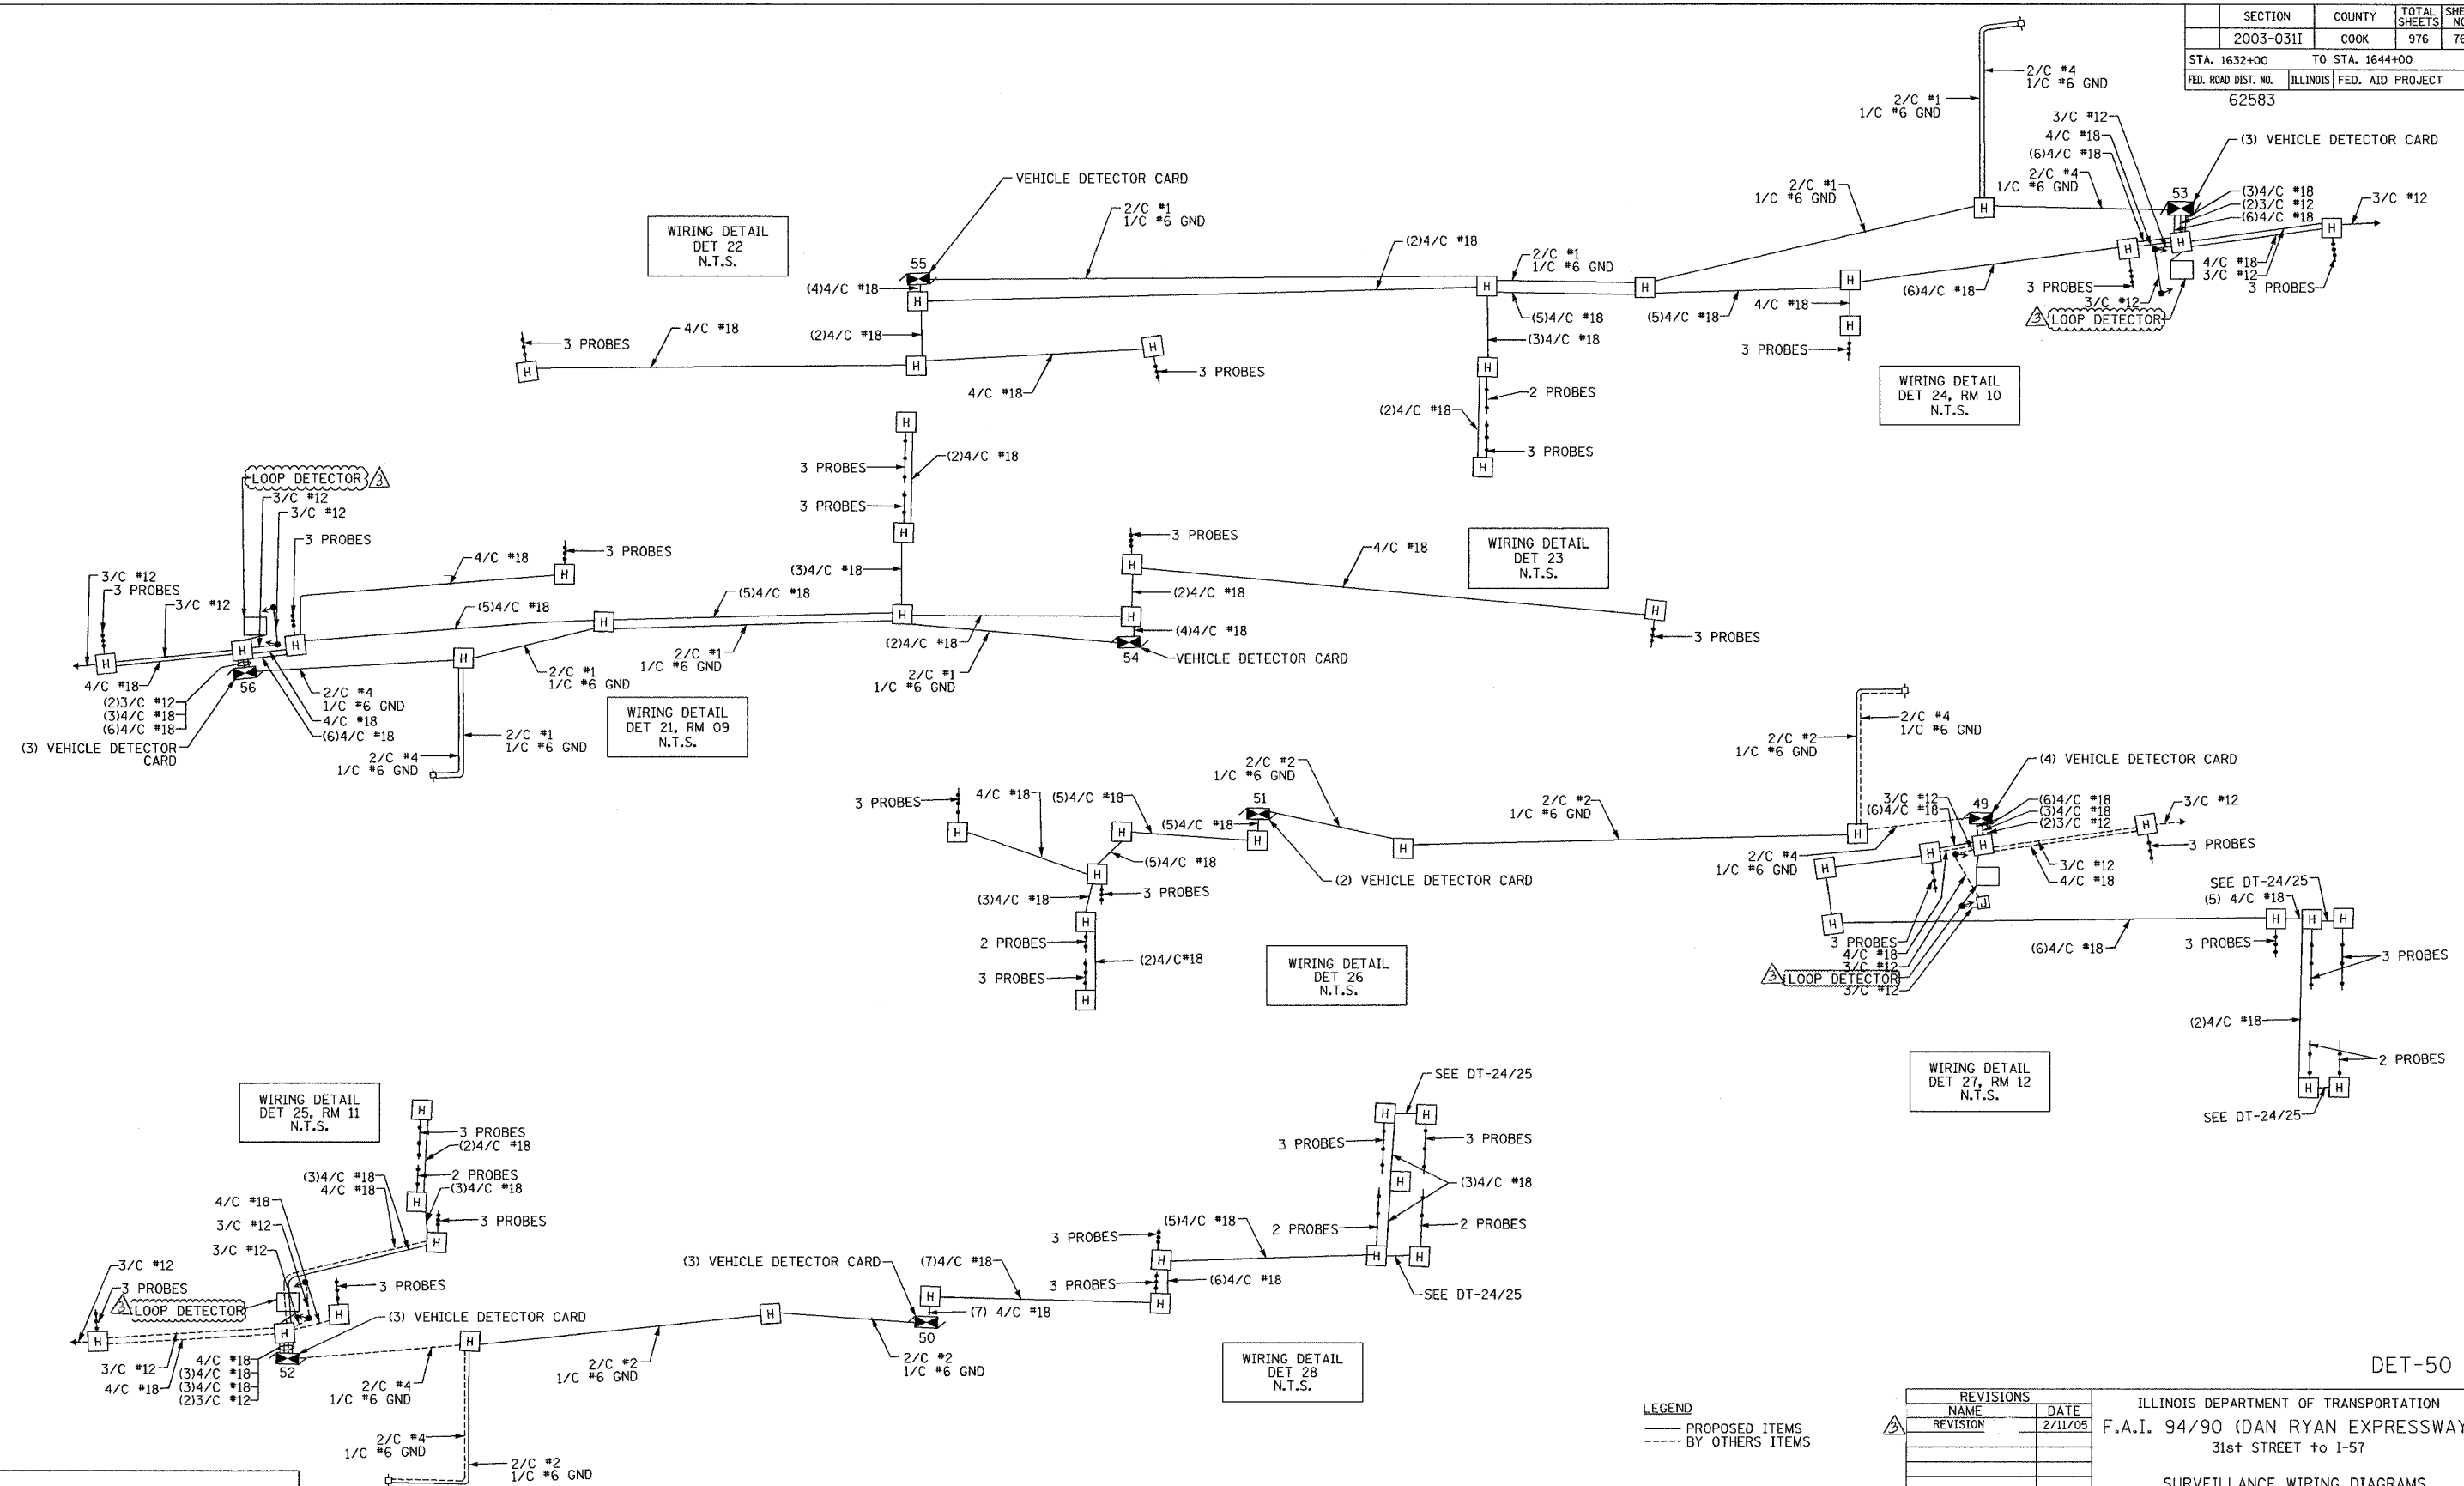 SECTION
COUNTY
TOTAL SHEETS
2003-031I
COOK
976
STA. 1632+00
TO STA. 1644+00
FED. ROAD DIST. NO.
ILLINOIS
FED. AID PROJECT
62583
2/C #4
1/C #6 GND
2/C #1
1/C #6 GND
3/C #12
4/C #18
(6)4/C #18
2/C #4
1/C #6 GND
(3) VEHICLE DETECTOR CARD
53
(3)4/C #18
(2)3/C #12
(6)4/C #18
3/C #12
4/C #18
3/C #12
3 PROBES
3 PROBES
3/C #12
3
LOOP DETECTOR
2/C #1
1/C #6 GND
VEHICLE DETECTOR CARD
2/C #1
1/C #6 GND
WIRING DETAIL
DET 22
N.T.S.
55
(4)4/C #18
(2)4/C #18
2/C #1
1/C #6 GND
(5)4/C #18
(3)4/C #18
(5)4/C #18
4/C #18
(6)4/C #18
3 PROBES
(2)4/C #18
3 PROBES
4/C #18
4/C #18
3 PROBES
(2)4/C #18
2 PROBES
3 PROBES
WIRING DETAIL
DET 24, RM 10
N.T.S.
LOOP DETECTOR
3
3/C #12
3/C #12
3 PROBES
4/C #18
3 PROBES
3 PROBES
3 PROBES
(2)4/C #18
(3)4/C #18
3/C #12
3 PROBES
3/C #12
(5)4/C #18
(5)4/C #18
3 PROBES
4/C #18
WIRING DETAIL
DET 23
N.T.S.
(2)4/C #18
(4)4/C #18
54
VEHICLE DETECTOR CARD
3 PROBES
(2)4/C #18
2/C #1
1/C #6 GND
2/C #1
1/C #6 GND
2/C #1
1/C #6 GND
4/C #18
(2)3/C #12
(3)4/C #18
(6)4/C #18
(3) VEHICLE DETECTOR
CARD
56
2/C #4
1/C #6 GND
4/C #18
(6)4/C #18
2/C #4
1/C #6 GND
2/C #1
1/C #6 GND
WIRING DETAIL
DET 21, RM 09
N.T.S.
3 PROBES
4/C #18
(5)4/C #18
(5)4/C #18
(5)4/C #18
51
2/C #2
1/C #6 GND
(2) VEHICLE DETECTOR CARD
2/C #2
1/C #6 GND
(3)4/C #18
3 PROBES
2 PROBES
3 PROBES
(2)4/C#18
WIRING DETAIL
DET 26
N.T.S.
2/C #4
1/C #6 GND
2/C #2
1/C #6 GND
(4) VEHICLE DETECTOR CARD
3/C #12
(6)4/C #18
49
(6)4/C #18
(3)4/C #18
(2)3/C #12
3/C #12
3 PROBES
2/C #4
1/C #6 GND
3/C #12
4/C #18
SEE DT-24/25
(5) 4/C #18
3 PROBES
4/C #18
3/C #12
3
LOOP DETECTOR
3/C #12
(6)4/C #18
3 PROBES
3 PROBES
(2)4/C #18
2 PROBES
SEE DT-24/25
WIRING DETAIL
DET 27, RM 12
N.T.S.
WIRING DETAIL
DET 25, RM 11
N.T.S.
3 PROBES
(2)4/C #18
2 PROBES
(3)4/C #18
3 PROBES
(3)4/C #18
4/C #18
4/C #18
3/C #12
3/C #12
3/C #12
3 PROBES
3
LOOP DETECTOR
3 PROBES
(3) VEHICLE DETECTOR CARD
3/C #12
4/C #18
4/C #18
(3)4/C #18
(3)4/C #18
(2)3/C #12
52
2/C #4
1/C #6 GND
2/C #4
1/C #6 GND
2/C #2
1/C #6 GND
2/C #2
1/C #6 GND
(3) VEHICLE DETECTOR CARD
50
2/C #2
1/C #6 GND
(7)4/C #18
(7) 4/C #18
3 PROBES
3 PROBES
(6)4/C #18
(5)4/C #18
SEE DT-24/25
3 PROBES
3 PROBES
(3)4/C #18
2 PROBES
2 PROBES
SEE DT-24/25
WIRING DETAIL
DET 28
N.T.S.
LEGEND
PROPOSED ITEMS
BY OTHERS ITEMS
DET-50
REVISIONS
NAME
DATE
3
REVISION
2/11/05
ILLINOIS DEPARTMENT OF TRANSPORTATION
F.A.I. 94/90 (DAN RYAN EXPRESSWAY
31st STREET to I-57
SURVEILLANCE WIRING DIAGRAMS